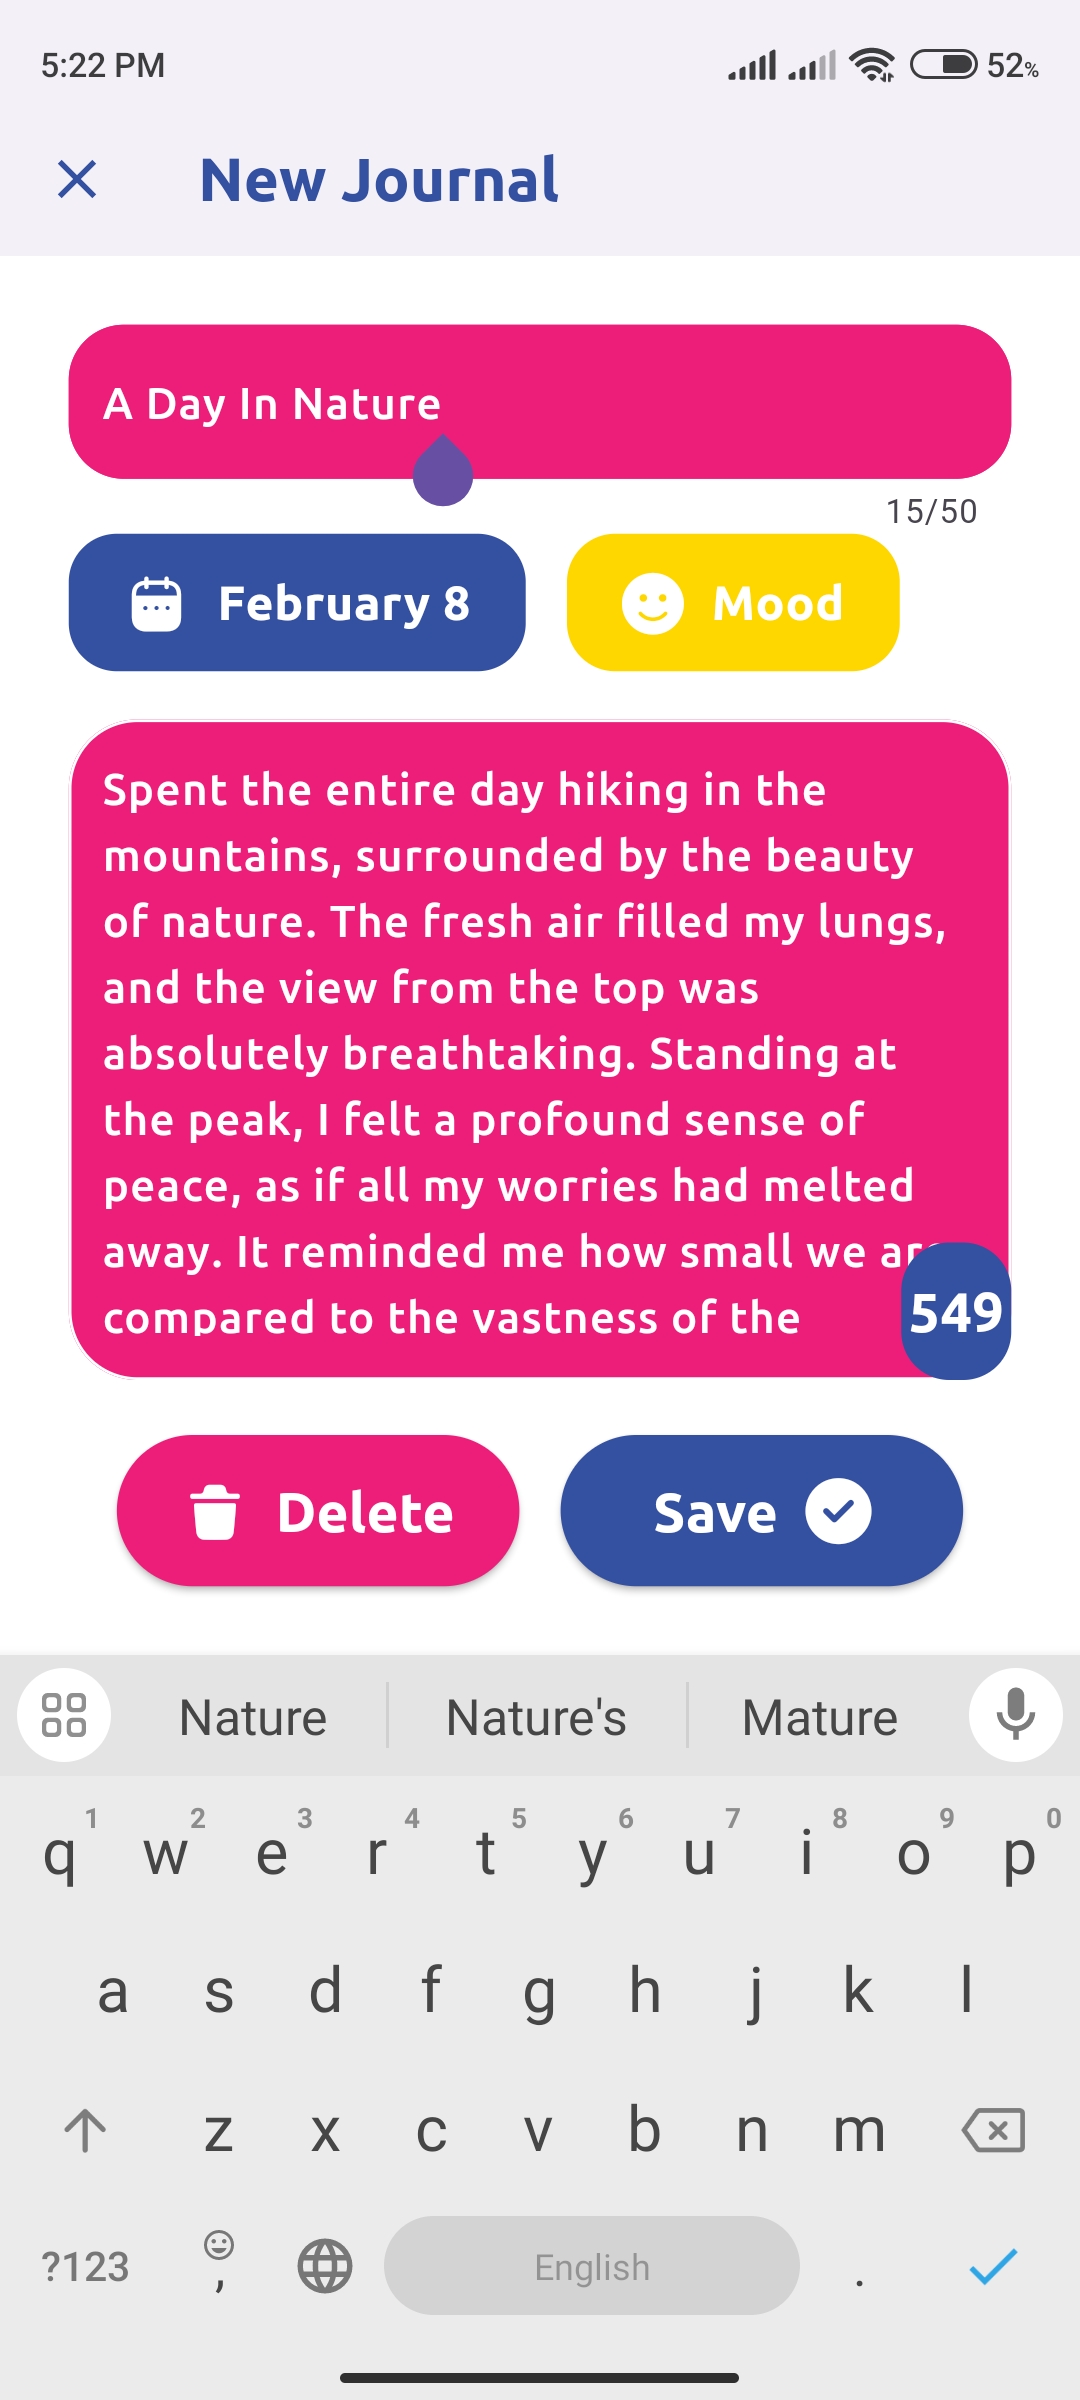 5:22 PM
52%
New Journal
A Day In Nature
15/50
February 8
Mood
Spent the entire day hiking in the
mountains, surrounded by the beauty
of nature. The fresh air filled my lungs,
and the view from the top was
absolutely breathtaking. Standing at
the peak, I felt a profound sense of
peace, as if all my worries had melted
away. It reminded me how small we are
compared to the vastness of the
549
Delete
Save
Nature
Nature's
Mature
1 2 3 4 5 6 7 8 9 0
q w e r t y u i o p
a s d f g h j k l
z x c v b n m
?123 , English .